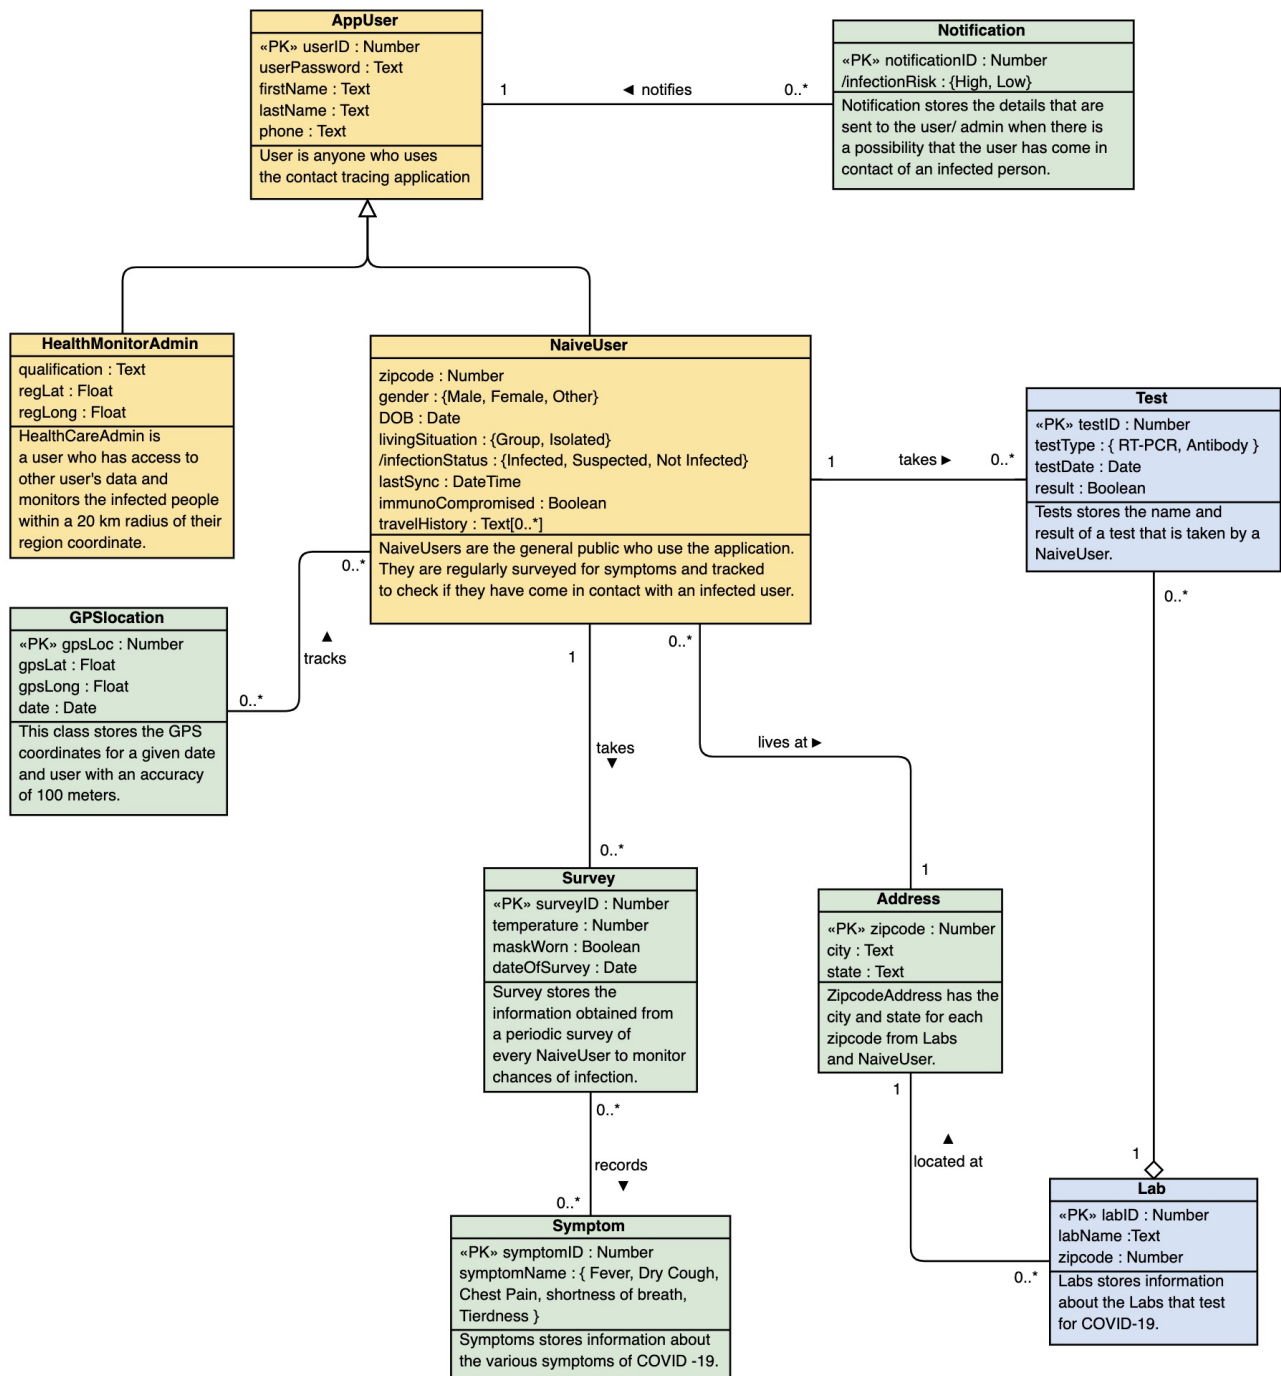 AppUser
«PK» userID : Number
userPassword : Text
firstName : Text
lastName : Text
phone : Text
User is anyone who uses
the contact tracing application
1
◄ notifies
0..*
Notification
«PK» notificationID : Number
/infectionRisk : {High, Low}
Notification stores the details that are
sent to the user/ admin when there is
a possibility that the user has come in
contact of an infected person.
HealthMonitorAdmin
qualification : Text
regLat : Float
regLong : Float
HealthCareAdmin is
a user who has access to
other user's data and
monitors the infected people
within a 20 km radius of their
region coordinate.
NaiveUser
zipcode : Number
gender : {Male, Female, Other}
DOB : Date
livingSituation : {Group, Isolated}
/infectionStatus : {Infected, Suspected, Not Infected}
lastSync : DateTime
immunoCompromised : Boolean
travelHistory : Text[0..*]
NaiveUsers are the general public who use the application.
They are regularly surveyed for symptoms and tracked
to check if they have come in contact with an infected user.
1
takes ►
0..*
Test
«PK» testID : Number
testType : { RT-PCR, Antibody }
testDate : Date
result : Boolean
Tests stores the name and
result of a test that is taken by a
NaiveUser.
0..*
0..*
▲
tracks
0..*
GPSlocation
«PK» gpsLoc : Number
gpsLat : Float
gpsLong : Float
date : Date
This class stores the GPS
coordinates for a given date
and user with an accuracy
of 100 meters.
1
takes
▼
0..*
0..*
lives at ►
1
Survey
«PK» surveyID : Number
temperature : Number
maskWorn : Boolean
dateOfSurvey : Date
Survey stores the
information obtained from
a periodic survey of
every NaiveUser to monitor
chances of infection.
Address
«PK» zipcode : Number
city : Text
state : Text
ZipcodeAddress has the
city and state for each
zipcode from Labs
and NaiveUser.
0..*
records
▼
0..*
1
▲
located at
0..*
1
Symptom
«PK» symptomID : Number
symptomName : { Fever, Dry Cough,
Chest Pain, shortness of breath,
Tierdness }
Symptoms stores information about
the various symptoms of COVID -19.
Lab
«PK» labID : Number
labName :Text
zipcode : Number
Labs stores information
about the Labs that test
for COVID-19.